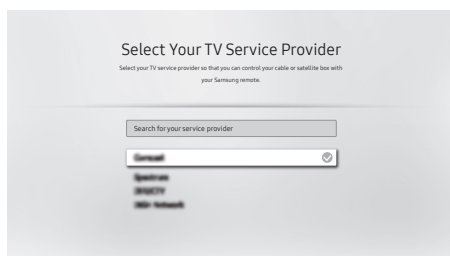 Select Your TV Service Provider
Select your TV service provider so that you can control your cable or satellite box with
your Samsung remote.
Search for your service provider